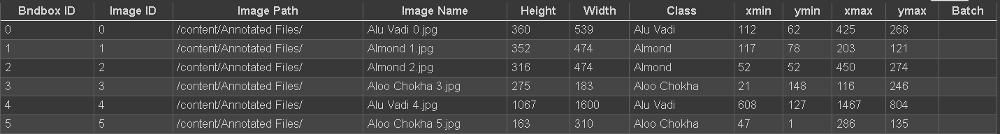 Bndbox ID Image ID Image Path Image Name Height Width Class xmin ymin xmax ymax Batch
0 0 /content/Annotated Files/ Alu Vadi 0.jpg 360 539 Alu Vadi 112 62 425 268
1 1 /content/Annotated Files/ Almond 1.jpg 352 474 Almond 117 78 203 121
2 2 /content/Annotated Files/ Almond 2.jpg 316 474 Almond 52 52 450 274
3 3 /content/Annotated Files/ Aloo Chokha 3.jpg 275 183 Aloo Chokha 21 148 116 246
4 4 /content/Annotated Files/ Alu Vadi 4.jpg 1067 1600 Alu Vadi 608 127 1467 804
5 5 /content/Annotated Files/ Aloo Chokha 5.jpg 163 310 Aloo Chokha 47 1 286 135